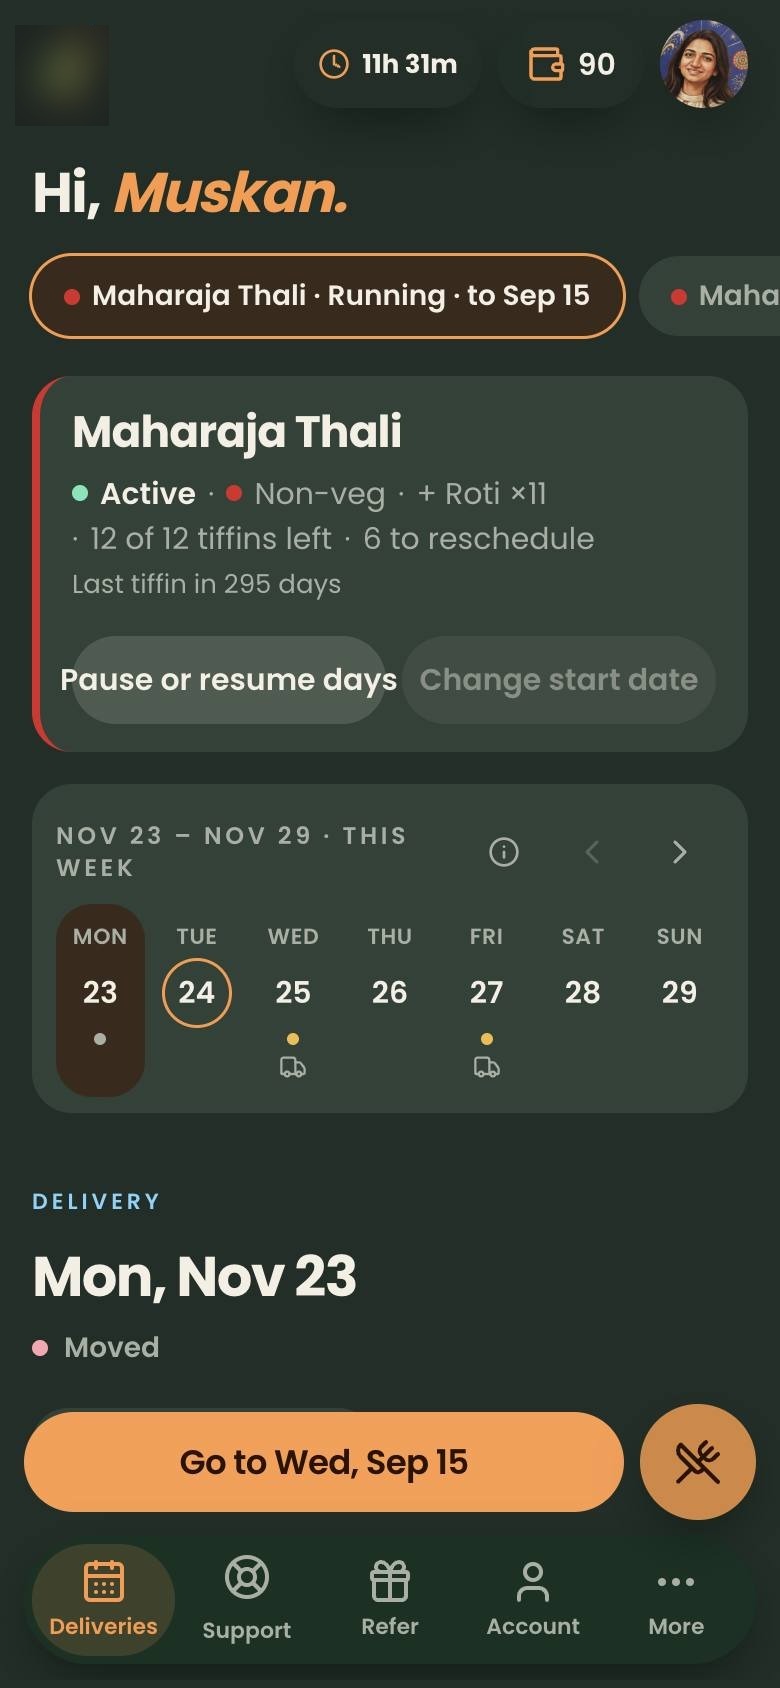 11h 31m
90
Hi, Muskan.
Maharaja Thali · Running · to Sep 15
Maha
Maharaja Thali
Active · Non-veg · + Roti ×11
· 12 of 12 tiffins left · 6 to reschedule
Last tiffin in 295 days
Pause or resume days
Change start date
NOV 23 – NOV 29 · THIS
WEEK
MON TUE WED THU FRI SAT SUN
23 24 25 26 27 28 29
DELIVERY
Mon, Nov 23
Moved
Go to Wed, Sep 15
Deliveries
Support
Refer
Account
More